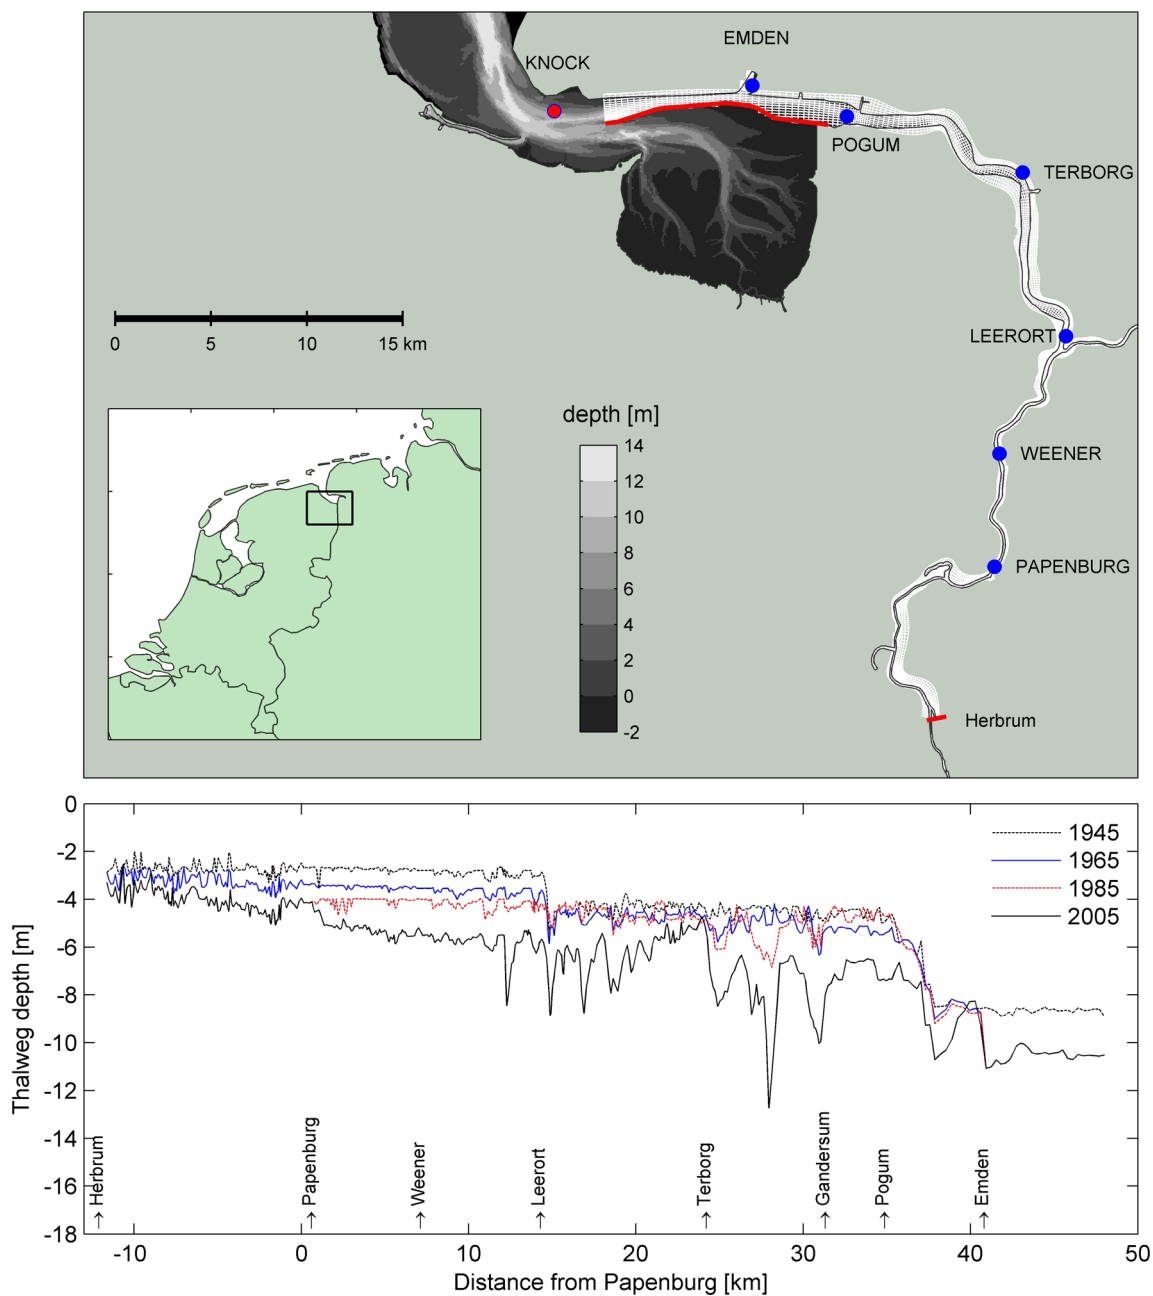 EMDEN
KNOCK
POGUM
TERBORG
0 5 10 15 km
LEERORT
depth [m]
14
12
10
8
6
4
2
0
-2
WEENER
PAPENBURG
Herbrum
0
-2
-4
-6
-8
-10
-12
-14
-16
-18
Thalweg depth [m]
1945
1965
1985
2005
Herbrum
Papenburg
Weener
Leerort
Terborg
Gandersum
Pogum
Emden
-10 0 10 20 30 40 50
Distance from Papenburg [km]